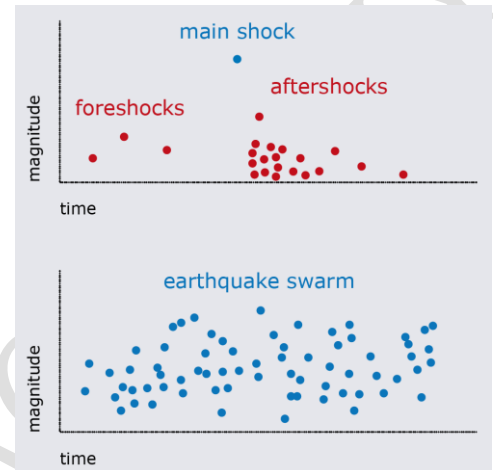 main shock
aftershocks
foreshocks
magnitude
time
earthquake swarm
magnitude
time